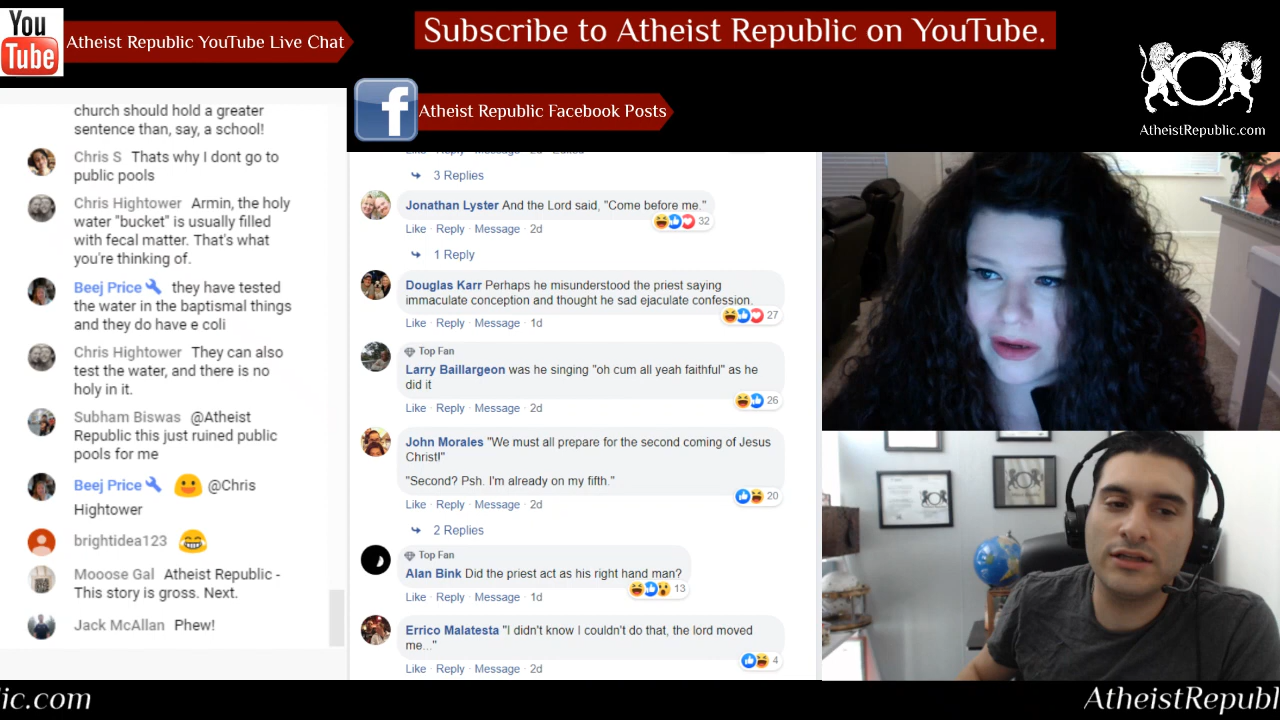 You
Tube
Atheist Republic YouTube Live Chat
Subscribe to Atheist Republic on YouTube.
AtheistRepublic.com
f
Atheist Republic Facebook Posts
church should hold a greater
sentence than, say, a school!
Chris S Thats why I dont go to
public pools
Chris Hightower Armin, the holy
water "bucket" is usually filled
with fecal matter. That's what
you're thinking of.
Beej Price they have tested
the water in the baptismal things
and they do have e coli
Chris Hightower They can also
test the water, and there is no
holy in it.
Subham Biswas @Atheist
Republic this just ruined public
pools for me
Beej Price 😃 @Chris
Hightower
brightidea123 😂
Mooose Gal Atheist Republic -
This story is gross. Next.
Jack McAllan Phew!
Like · Reply · Message · 2d · Edited
3 Replies
Jonathan Lyster And the Lord said, "Come before me."
32
Like · Reply · Message · 2d
1 Reply
Douglas Karr Perhaps he misunderstood the priest saying
immaculate conception and thought he sad ejaculate confession.
27
Like · Reply · Message · 1d
Top Fan
Larry Baillargeon was he singing "oh cum all yeah faithful" as he
did it
26
Like · Reply · Message · 2d
John Morales "We must all prepare for the second coming of Jesus
Christ!"
"Second? Psh. I'm already on my fifth."
20
Like · Reply · Message · 2d
2 Replies
Top Fan
Alan Bink Did the priest act as his right hand man?
13
Like · Reply · Message · 1d
Errico Malatesta "I didn't know I couldn't do that, the lord moved
me..."
4
Like · Reply · Message · 2d
ic.com
AtheistRepubl